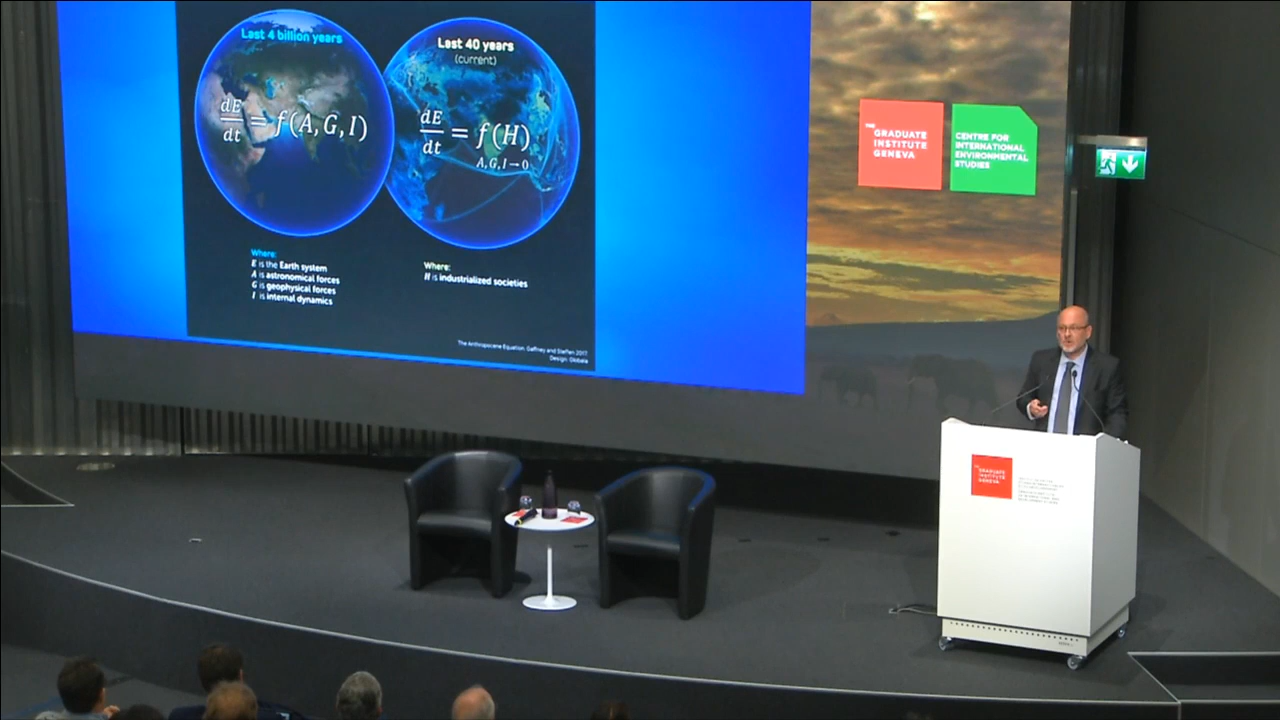 Last 4 billion years
dE
dt
= f(A, G, I)
Where:
E is the Earth system
A is astronomical forces
G is geophysical forces
I is internal dynamics
Last 40 years
(current)
dE
dt
= f(H)
A,G,I→0
Where:
H is industrialized societies
The Anthropocene Equation: Gaffney and Steffen 2017
Design: Globaïa
THE
GRADUATE
INSTITUTE
GENEVA
CENTRE FOR
INTERNATIONAL
ENVIRONMENTAL
STUDIES
THE
GRADUATE
INSTITUTE
GENEVA